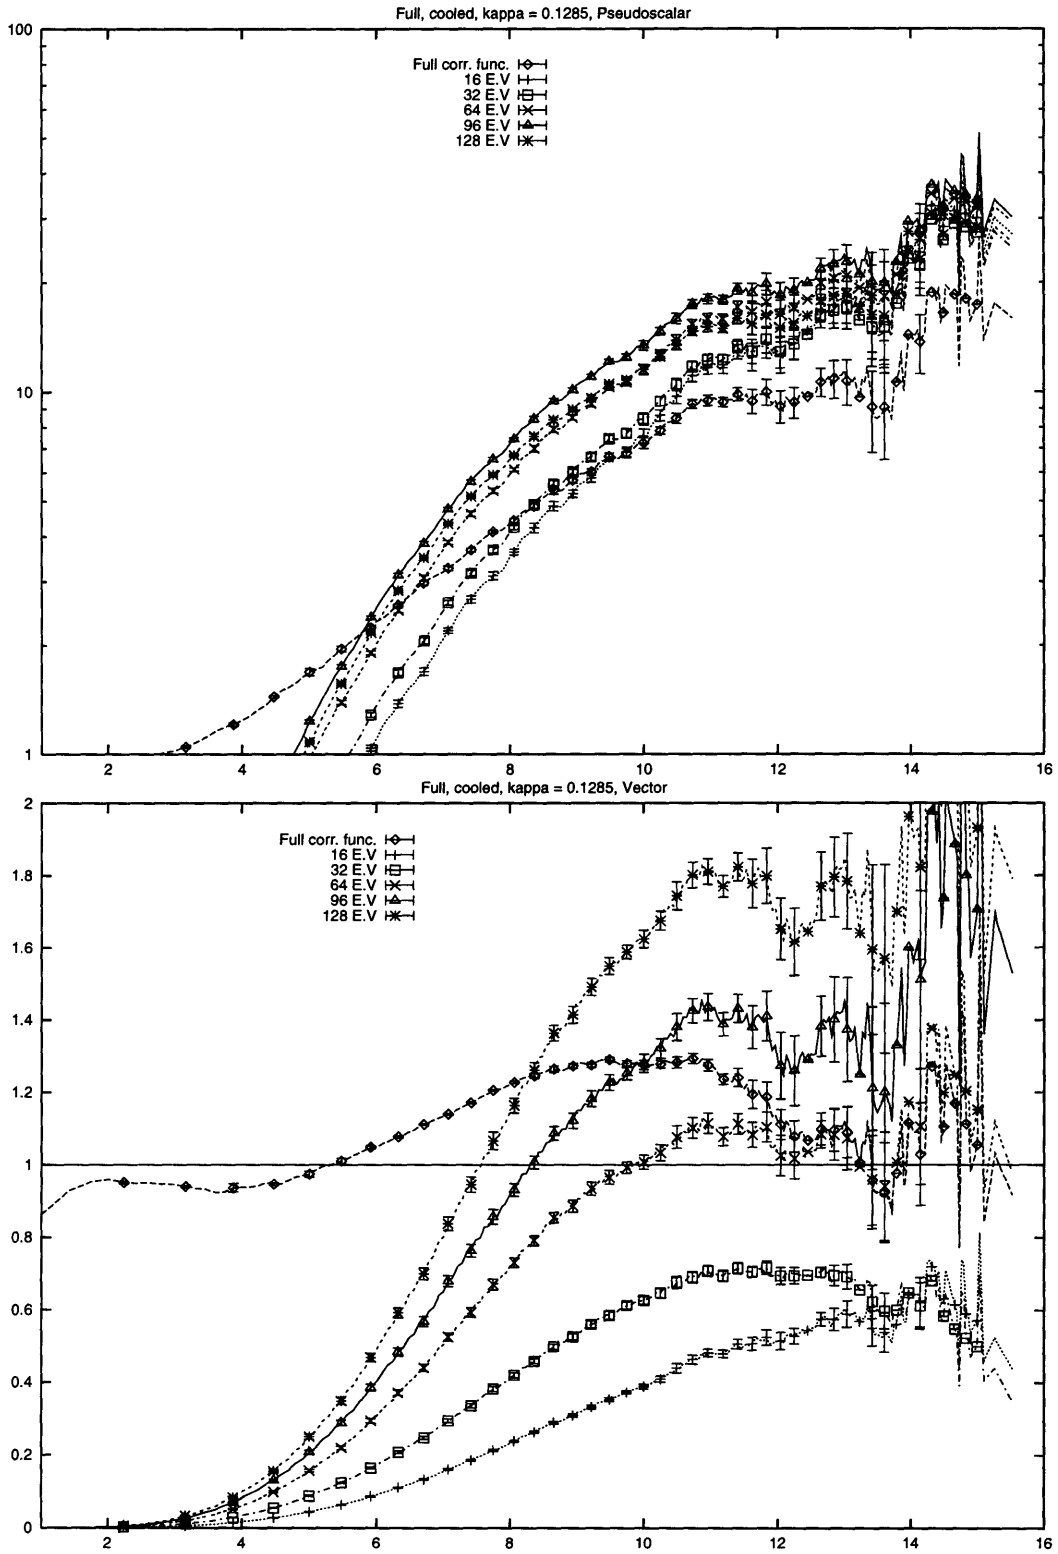 Full, cooled, kappa = 0.1285, Pseudoscalar
100
10
1
Full corr. func.
16 E.V
32 E.V
64 E.V
96 E.V
128 E.V
2 4 6 8 10 12 14 16
Full, cooled, kappa = 0.1285, Vector
2
1.8
1.6
1.4
1.2
1
0.8
0.6
0.4
0.2
0
Full corr. func.
16 E.V
32 E.V
64 E.V
96 E.V
128 E.V
2 4 6 8 10 12 14 16